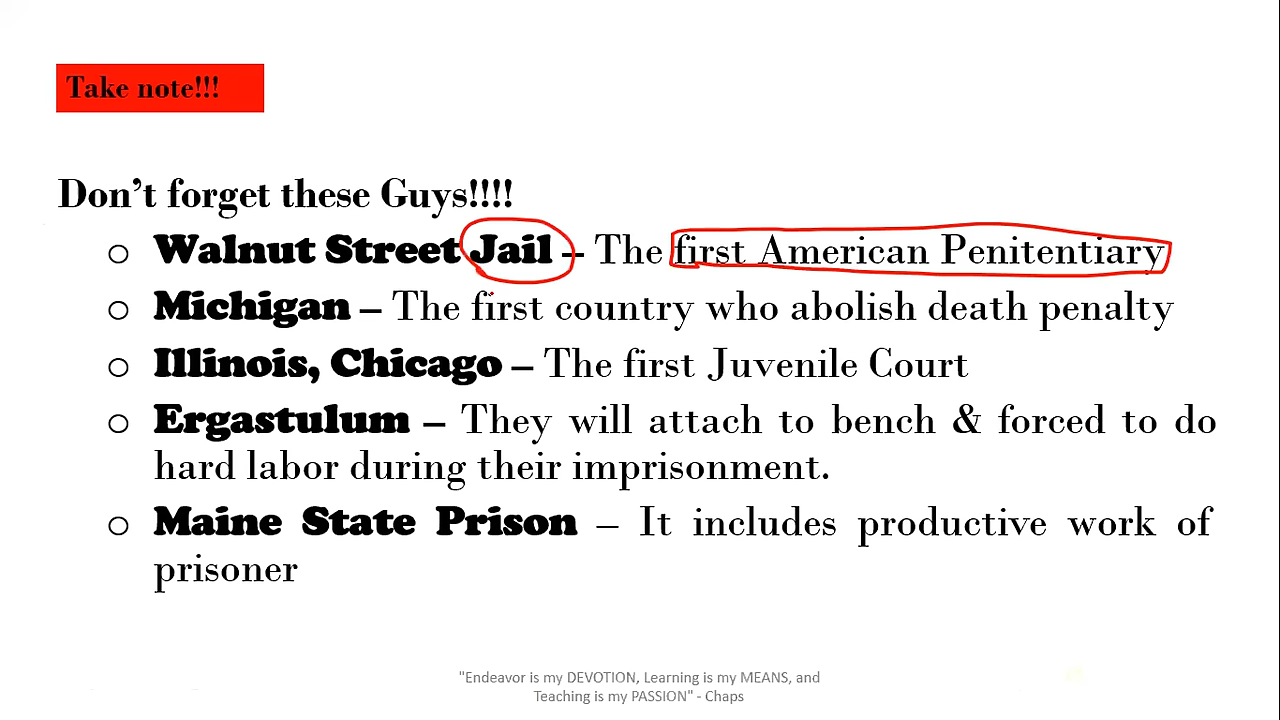 Take note!!!
Don't forget these Guys!!!!
o Walnut Street Jail – The first American Penitentiary
o Michigan – The first country who abolish death penalty
o Illinois, Chicago – The first Juvenile Court
o Ergastulum – They will attach to bench & forced to do
hard labor during their imprisonment.
o Maine State Prison – It includes productive work of
prisoner
"Endeavor is my DEVOTION, Learning is my MEANS, and
Teaching is my PASSION" - Chaps